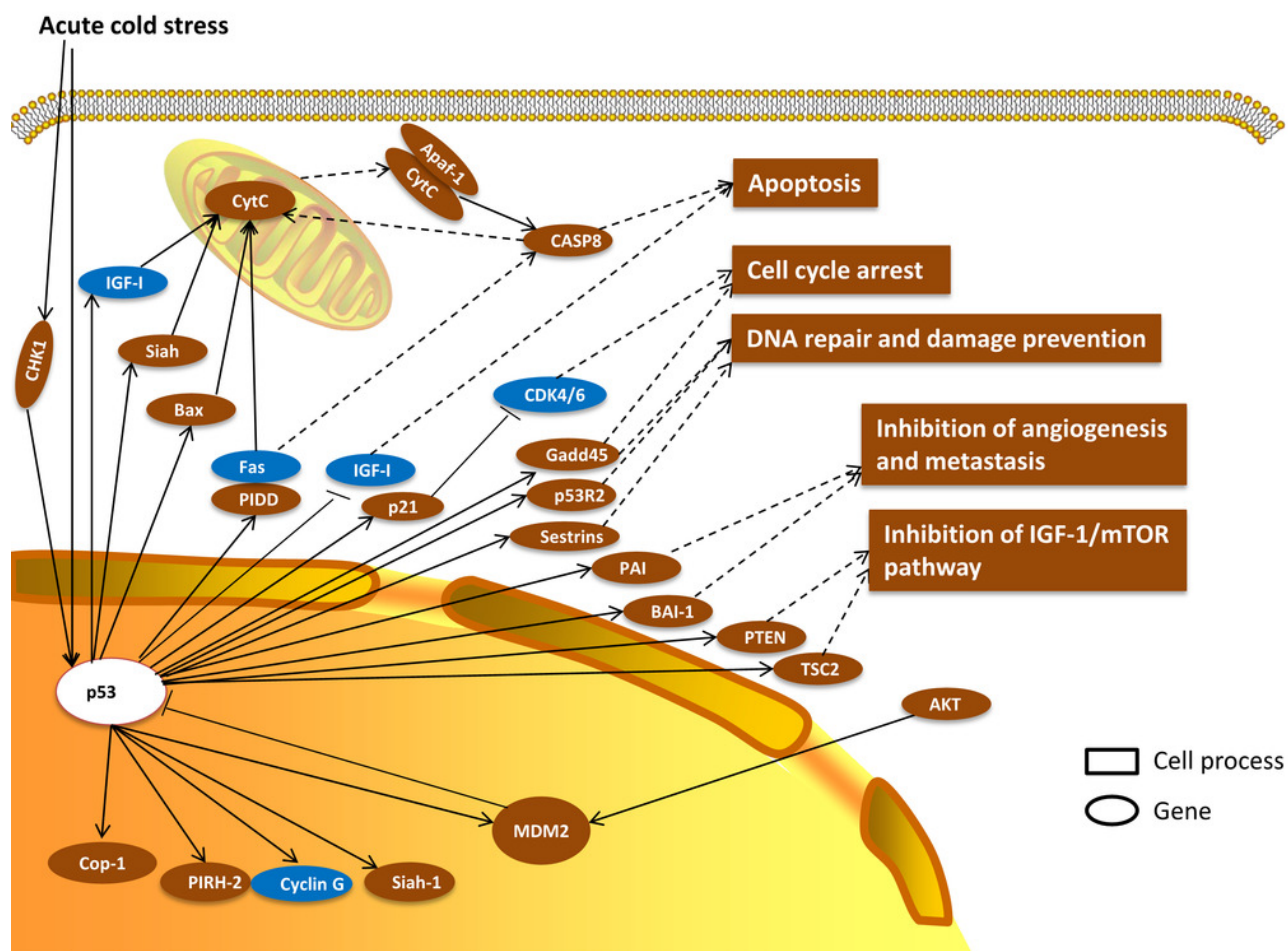 Acute cold stress
Apaf-1
CytC
CytC
Apoptosis
CASP8
Cell cycle arrest
IGF-I
DNA repair and damage prevention
CHK1
Siah
CDK4/6
Bax
Inhibition of angiogenesis
and metastasis
Gadd45
Fas
IGF-I
PIDD
p21
p53R2
Sestrins
Inhibition of IGF-1/mTOR
pathway
PAI
BAI-1
PTEN
TSC2
p53
AKT
Cell process
Gene
MDM2
Cop-1
PIRH-2
Cyclin G
Siah-1